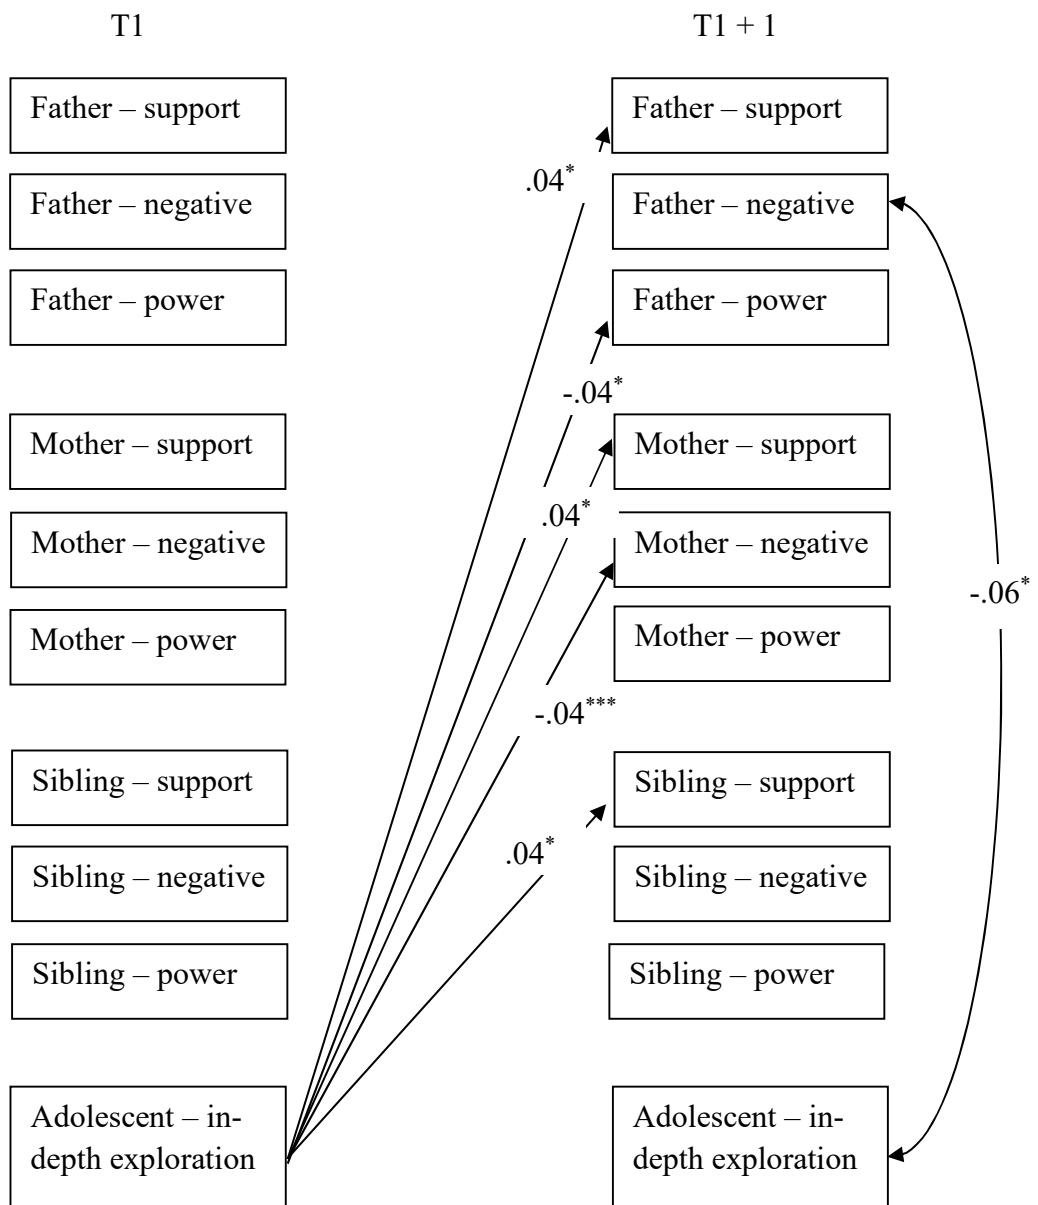 T1
T1 + 1
Father – support
Father – support
.04*
Father – negative
Father – negative
Father – power
Father – power
-.04*
Mother – support
Mother – support
.04*
Mother – negative
Mother – negative
-.06*
Mother – power
Mother – power
-.04***
Sibling – support
Sibling – support
.04*
Sibling – negative
Sibling – negative
Sibling – power
Sibling – power
Adolescent – in-
depth exploration
Adolescent – in-
depth exploration